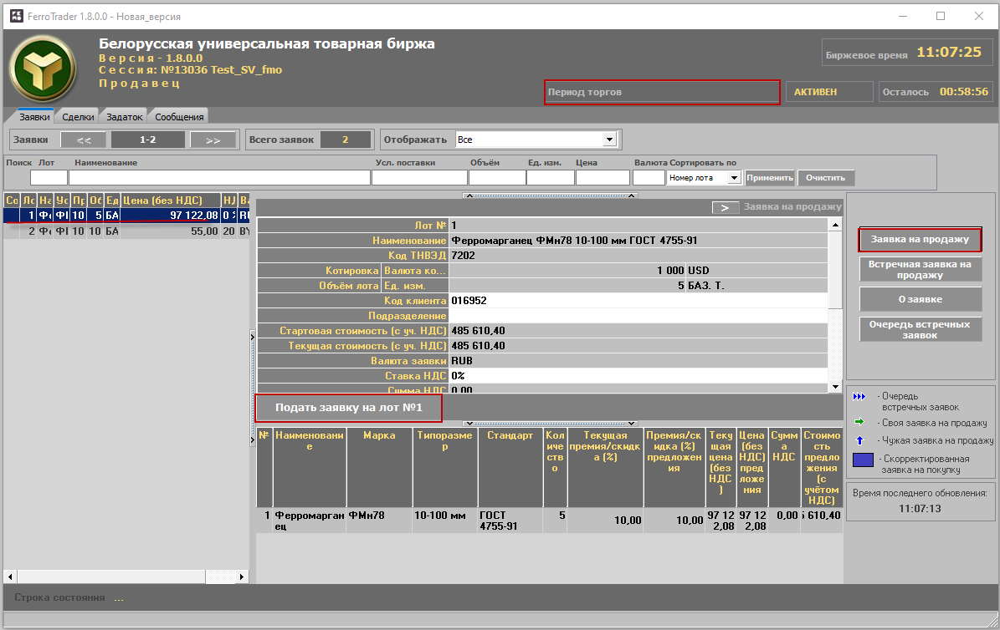 FerroTrader 1.8.0.0 - Новая_версия
Белорусская универсальная товарная биржа
Версия - 1.8.0.0
Сессия: №13036 Test_SV_fmo
Продавец
Биржевое время 11:07:25
Период торгов
АКТИВЕН
Осталось 00:58:56
Заявки Сделки Задаток Сообщения
Заявки << 1-2 >> Всего заявок 2 Отображать Все
Поиск Лот Наименование Усл. поставки Объём Ед. изм. Цена Валюта Сортировать по
Номер лота Применить Очистить
Со Лс На Ус Пр Об Ед Цена (без НДС) НД Ва
1 Фе ФІ 10 5 БА 97 122,08 0 RU
2 Фе ФІ 10 10 БА 55,00 20 BY
> Заявка на продажу
Лот № 1
Наименование Ферромарганец ФМн78 10-100 мм ГОСТ 4755-91
Код ТНВЭД 7202
Котировка Валюта ко... 1 000 USD
Объём лота Ед. изм. 5 БАЗ. Т.
Код клиента 016952
Подразделение
Стартовая стоимость (с уч. НДС) 485 610,40
Текущая стоимость (с уч. НДС) 485 610,40
Валюта заявки RUB
Ставка НДС 0%
Сумма НДС 0,00
Подать заявку на лот №1
№ Наименование Марка Типоразмер Стандарт Количество Текущая премия/скидка (%) Премия/скидка (%) предложения Текущая цена (без НДС) Цена (без НДС) предложения Сумма НДС Стоимость предложения (с учётом НДС)
1 Ферромарганец ФМн78 10-100 мм ГОСТ 4755-91 5 10,00 10,00 97 122,08 97 122,08 0,00 610,40
Заявка на продажу
Встречная заявка на
продажу
О заявке
Очередь встречных
заявок
- Очередь
встречных заявок
- Своя заявка на продажу
- Чужая заявка на продажу
- Скорректированная
заявка на покупку
Время последнего обновления:
11:07:13
Строка состояния ...